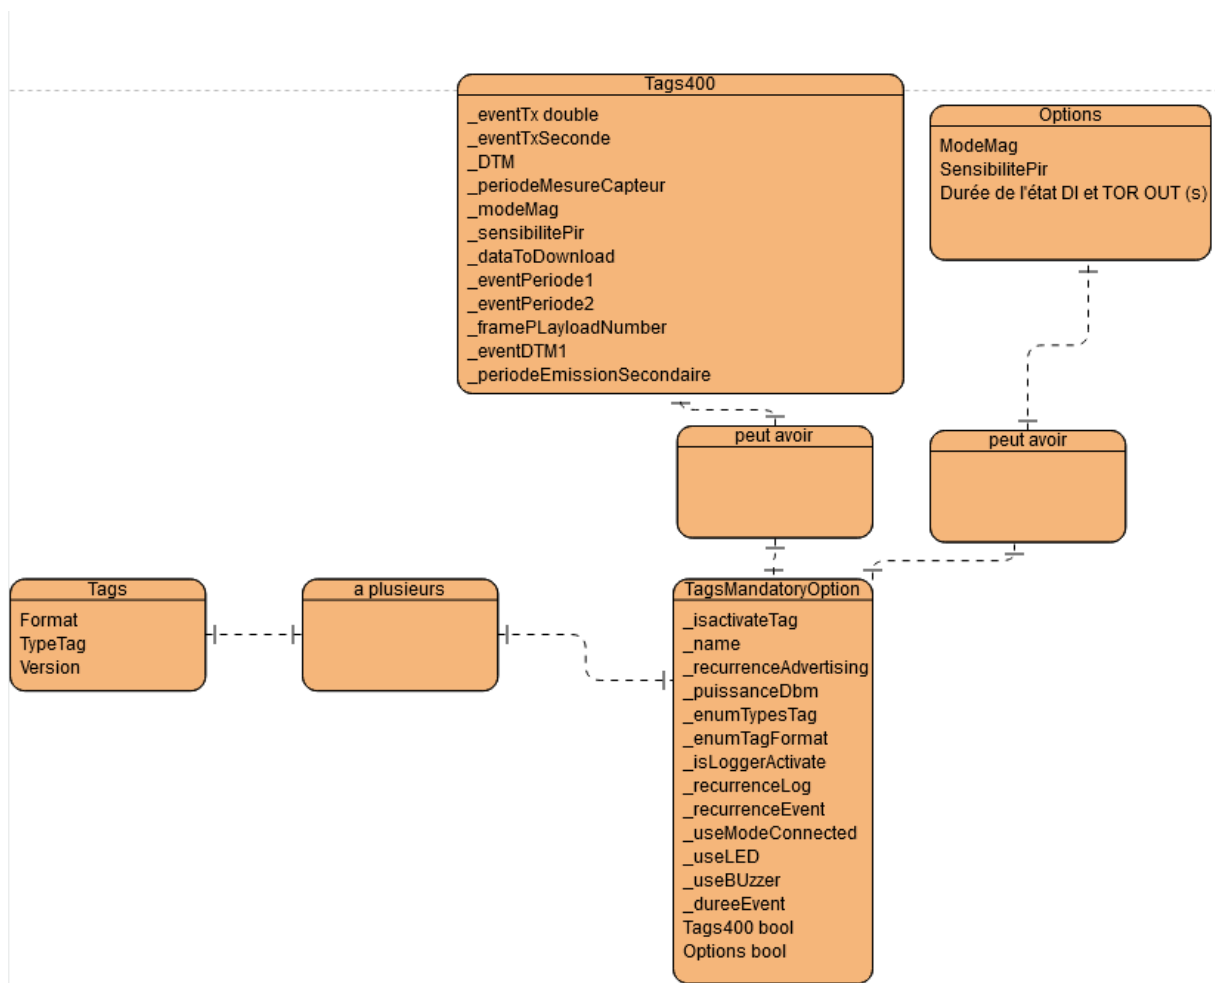 Tags400
_eventTx double
_eventTxSeconde
_DTM
_periodeMesureCapteur
_modeMag
_sensibilitePir
_dataToDownload
_eventPeriode1
_eventPeriode2
_framePLayloadNumber
_eventDTM1
_periodeEmissionSecondaire
Options
ModeMag
SensibilitePir
Durée de l'état DI et TOR OUT (s)
peut avoir
peut avoir
Tags
Format
TypeTag
Version
a plusieurs
TagsMandatoryOption
_isactivateTag
_name
_recurrenceAdvertising
_puissanceDbm
_enumTypesTag
_enumTagFormat
_isLoggerActivate
_recurrenceLog
_recurrenceEvent
_useModeConnected
_useLED
_useBUzzer
_dureeEvent
Tags400 bool
Options bool